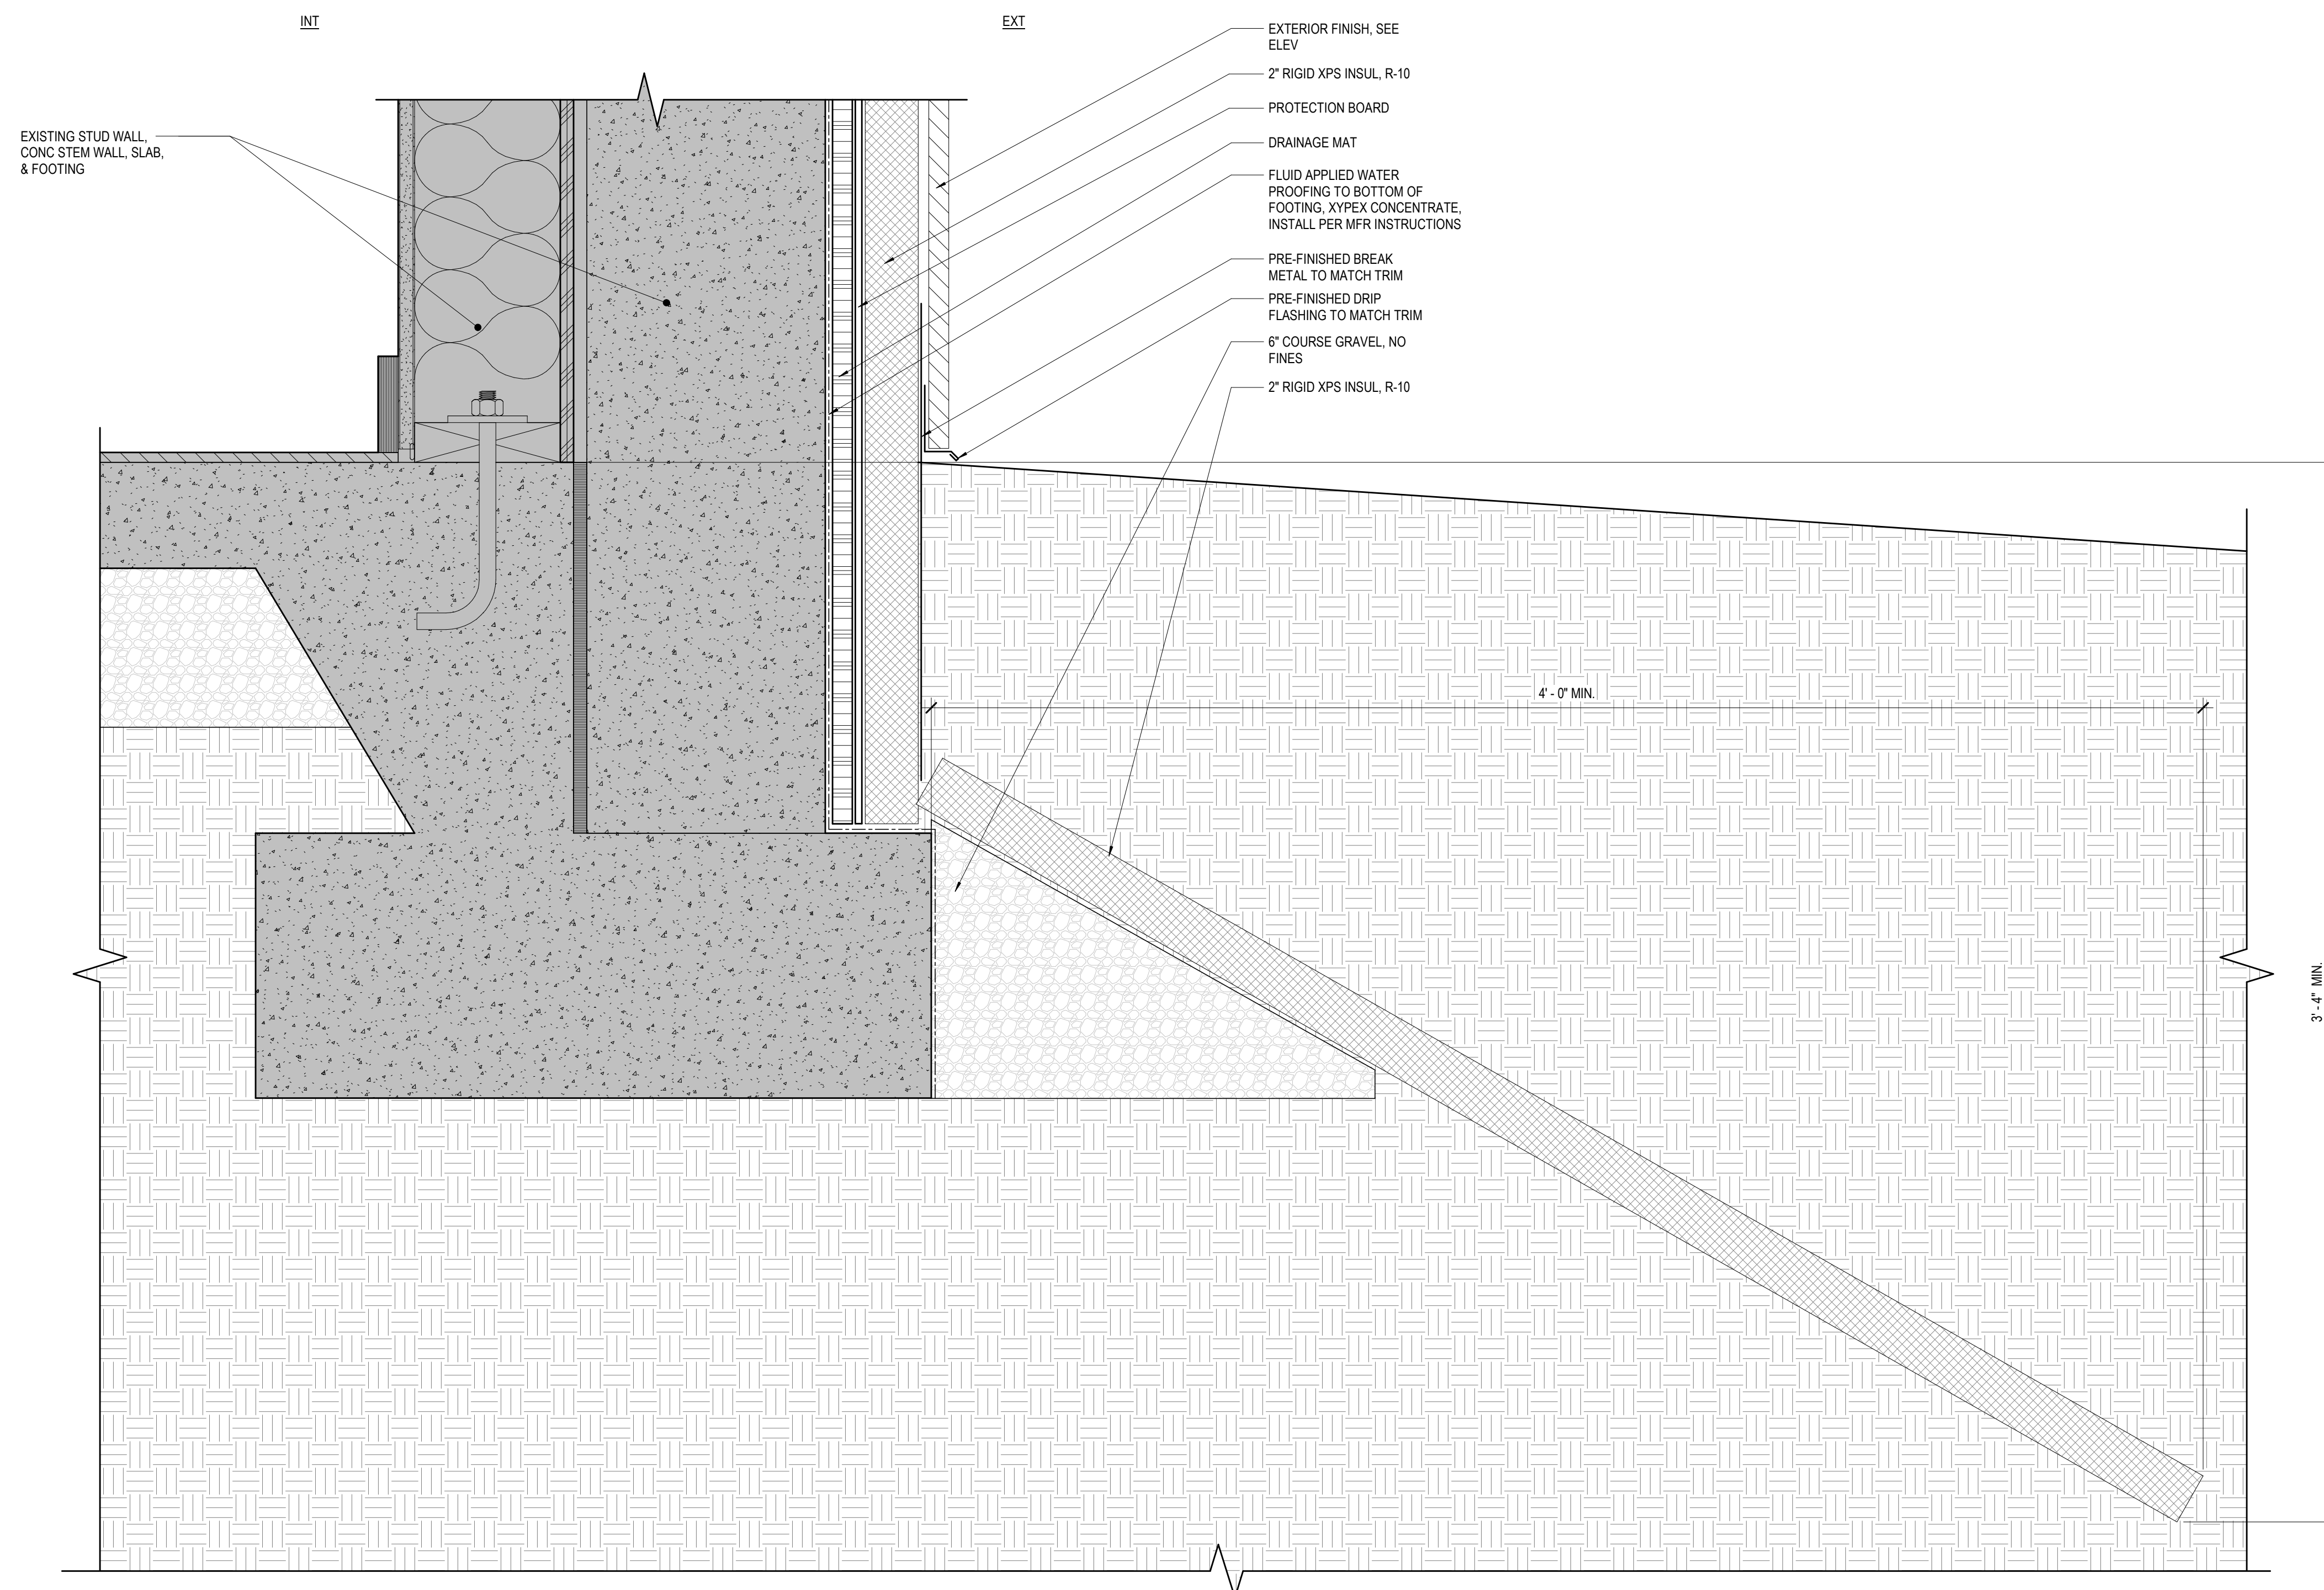 INT
EXT
EXISTING STUD WALL,
CONC STEM WALL, SLAB,
& FOOTING
EXTERIOR FINISH, SEE
ELEV
2" RIGID XPS INSUL, R-10
PROTECTION BOARD
DRAINAGE MAT
FLUID APPLIED WATER
PROOFING TO BOTTOM OF
FOOTING, XYPEX CONCENTRATE,
INSTALL PER MFR INSTRUCTIONS
PRE-FINISHED BREAK
METAL TO MATCH TRIM
PRE-FINISHED DRIP
FLASHING TO MATCH TRIM
6" COURSE GRAVEL, NO
FINES
2" RIGID XPS INSUL, R-10
4' - 0" MIN.
3' - 4" MIN.